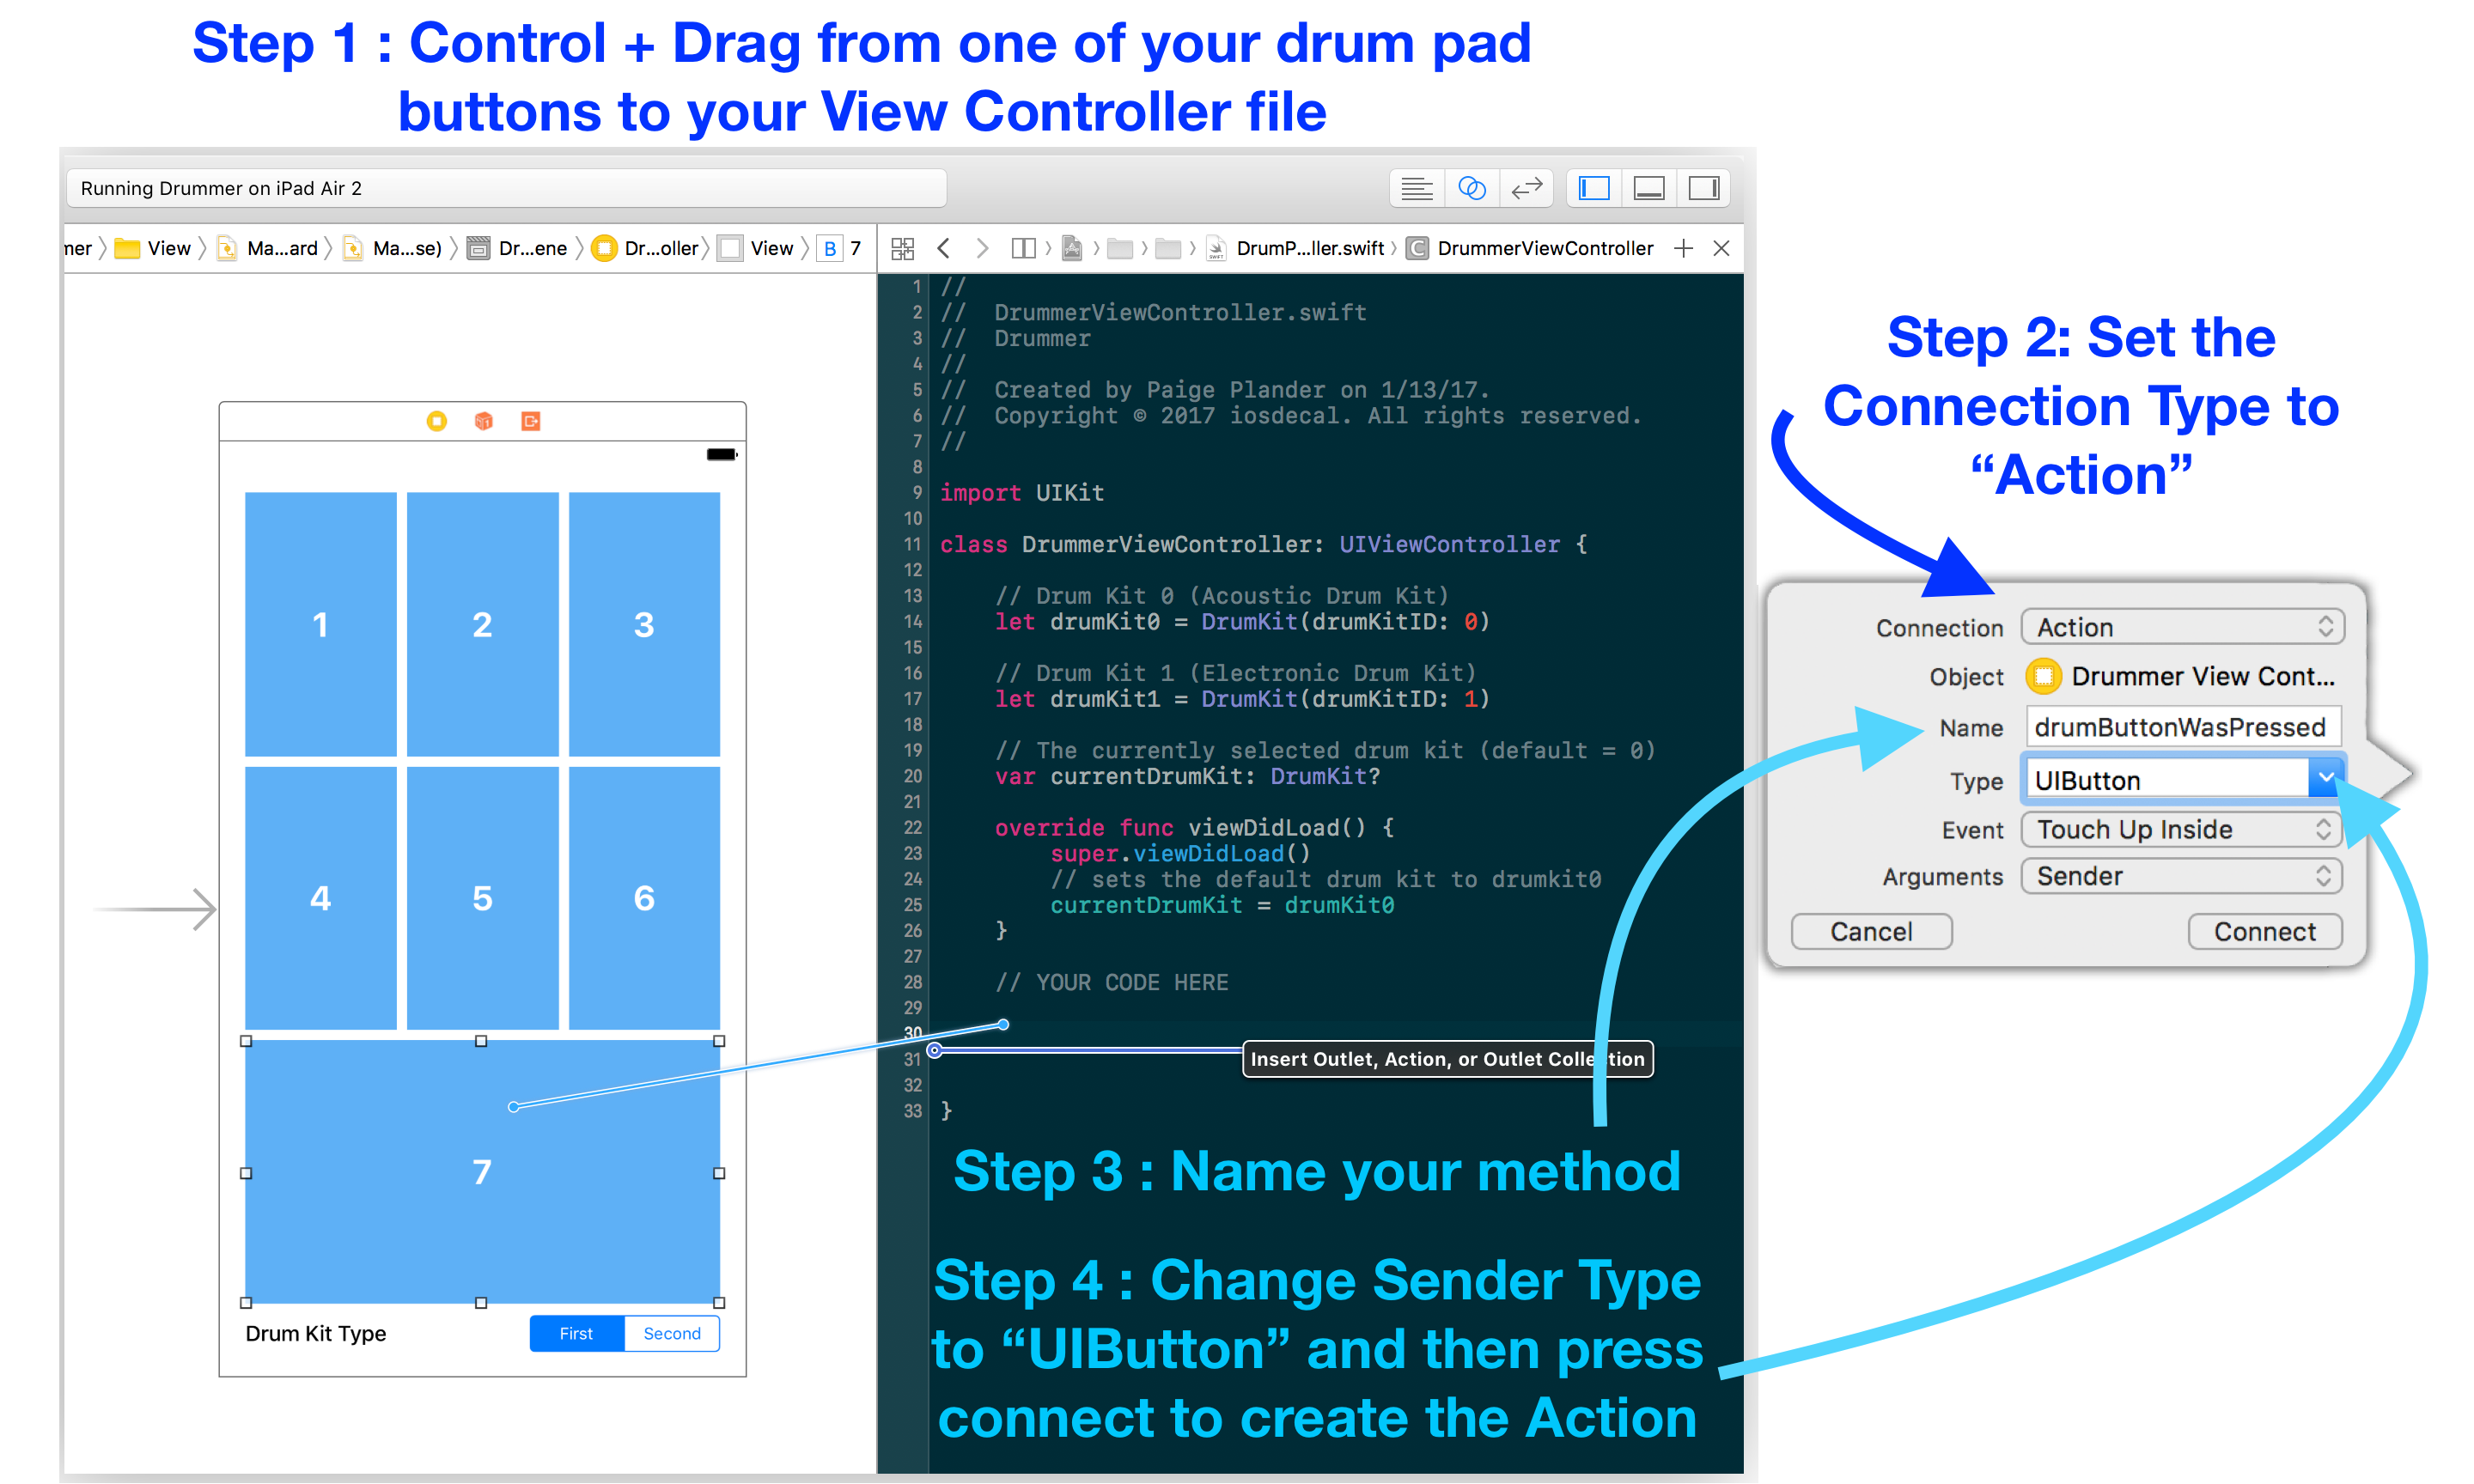 Step 1 : Control + Drag from one of your drum pad
buttons to your View Controller file
Running Drummer on iPad Air 2
mer
View
Ma...ard
Ma...se)
Dr...ene
Dr...oller
View
B 7
DrumP...ller.swift
C DrummerViewController
1 //
2 // DrummerViewController.swift
3 // Drummer
4 //
5 // Created by Paige Plander on 1/13/17.
6 // Copyright © 2017 iosdecal. All rights reserved.
7 //
8
9 import UIKit
10
11 class DrummerViewController: UIViewController {
12
13 // Drum Kit 0 (Acoustic Drum Kit)
14 let drumKit0 = DrumKit(drumKitID: 0)
15
16 // Drum Kit 1 (Electronic Drum Kit)
17 let drumKit1 = DrumKit(drumKitID: 1)
18
19 // The currently selected drum kit (default = 0)
20 var currentDrumKit: DrumKit?
21
22 override func viewDidLoad() {
23 super.viewDidLoad()
24 // sets the default drum kit to drumkit0
25 currentDrumKit = drumKit0
26 }
27
28 // YOUR CODE HERE
29
30
31
Insert Outlet, Action, or Outlet Collection
32
33 }
1 2 3
4 5 6
7
Drum Kit Type
First Second
Step 2: Set the
Connection Type to
“Action”
Connection Action
Object Drummer View Cont...
Name drumButtonWasPressed
Type UIButton
Event Touch Up Inside
Arguments Sender
Cancel Connect
Step 3 : Name your method
Step 4 : Change Sender Type
to “UIButton” and then press
connect to create the Action